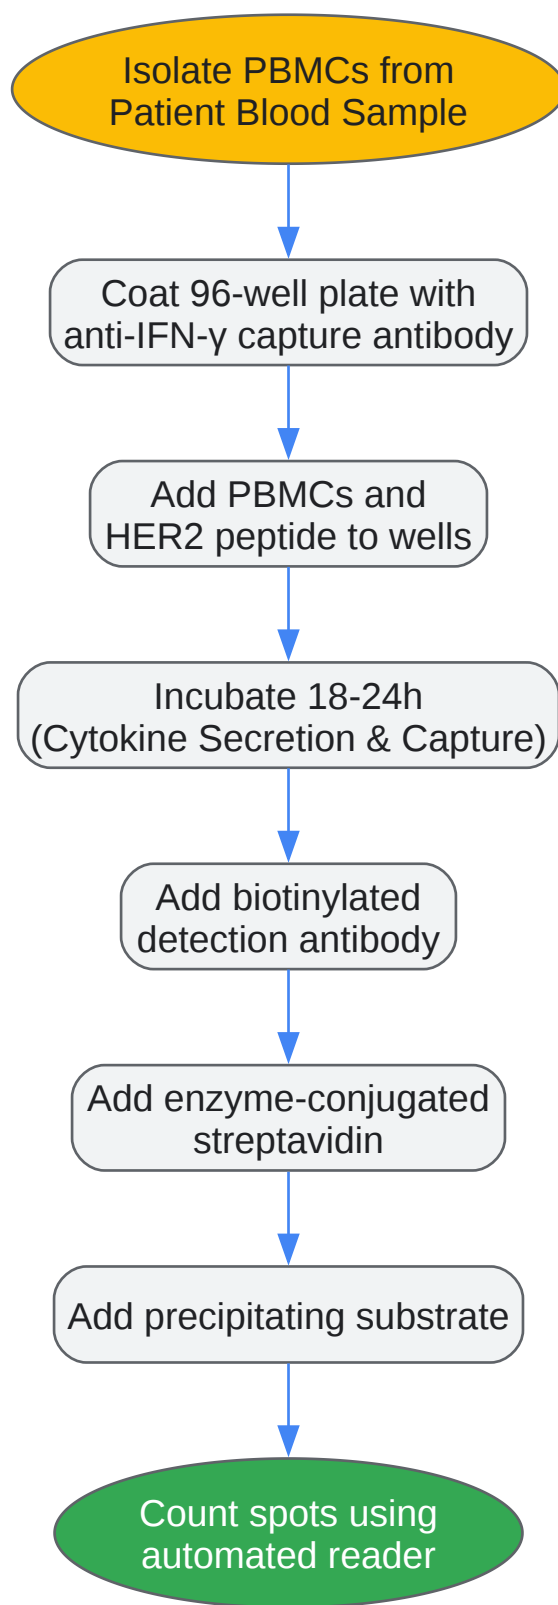 Isolate PBMCs from
Patient Blood Sample
Coat 96-well plate with
anti-IFN-γ capture antibody
Add PBMCs and
HER2 peptide to wells
Incubate 18-24h
(Cytokine Secretion & Capture)
Add biotinylated
detection antibody
Add enzyme-conjugated
streptavidin
Add precipitating substrate
Count spots using
automated reader